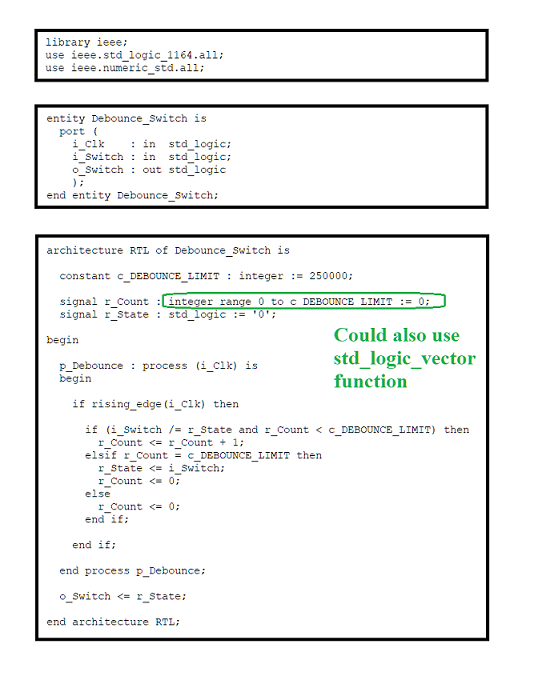 library ieee;
use ieee.std_logic_1164.all;
use ieee.numeric_std.all;
entity Debounce_Switch is
port (
i_Clk : in std_logic;
i_Switch : in std_logic;
o_Switch : out std_logic
);
end entity Debounce_Switch;
architecture RTL of Debounce_Switch is
constant c_DEBOUNCE_LIMIT : integer := 250000;
signal r_Count : integer range 0 to c_DEBOUNCE_LIMIT := 0;
signal r_State : std_logic := '0';
begin
Could also use
std_logic_vector
function
p_Debounce : process (i_Clk) is
begin
if rising_edge(i_Clk) then
if (i_Switch /= r_State and r_Count < c_DEBOUNCE_LIMIT) then
r_Count <= r_Count + 1;
elsif r_Count = c_DEBOUNCE_LIMIT then
r_State <= i_Switch;
r_Count <= 0;
else
r_Count <= 0;
end if;
end if;
end process p_Debounce;
o_Switch <= r_State;
end architecture RTL;